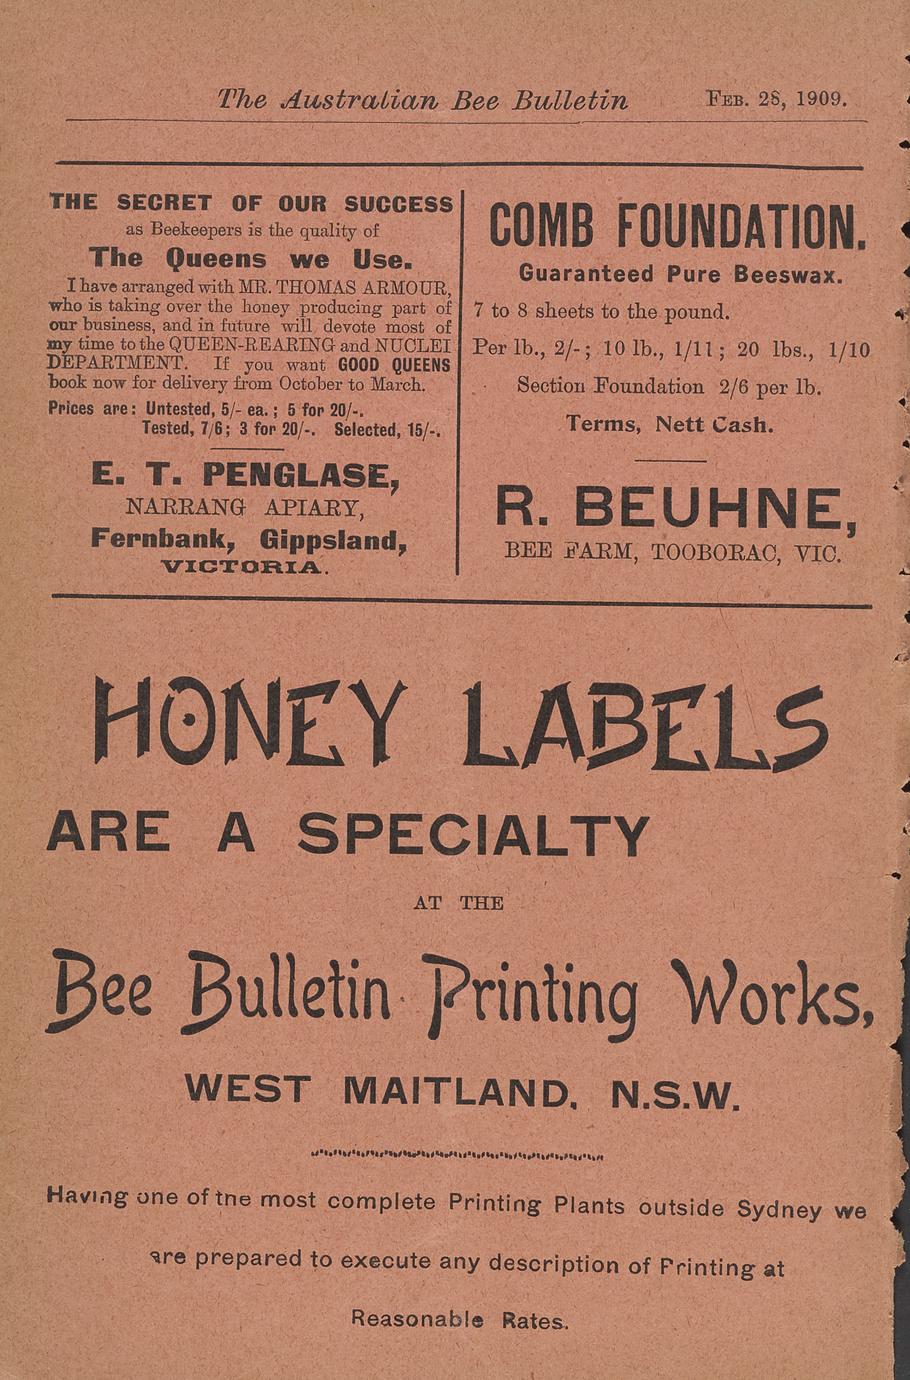 The Australian Bee Bulletin FEB. 28, 1909.
THE SECRET OF OUR SUCCESS
as Beekeepers is the quality of
The Queens we Use.
I have arranged with MR. THOMAS ARMOUR,
who is taking over the honey producing part of
our business, and in future will devote most of
my time to the QUEEN-REARING and NUCLEI
DEPARTMENT. If you want GOOD QUEENS
book now for delivery from October to March.
Prices are: Untested, 5/- ea.; 5 for 20/-.
Tested, 7/6; 3 for 20/-. Selected, 15/-.
E. T. PENGLASE,
NARRANG APIARY,
Fernbank, Gippsland,
VICTORIA.
COMB FOUNDATION.
Guaranteed Pure Beeswax.
7 to 8 sheets to the pound.
Per lb., 2/-; 10 lb., 1/11; 20 lbs., 1/10
Section Foundation 2/6 per lb.
Terms, Nett Cash.
R. BEUHNE,
BEE FARM, TOOBORAC, VIC.
HONEY LABELS
ARE A SPECIALTY
AT THE
Bee Bulletin Printing Works,
WEST MAITLAND, N.S.W.
Having one of the most complete Printing Plants outside Sydney we
are prepared to execute any description of Printing at
Reasonable Rates.